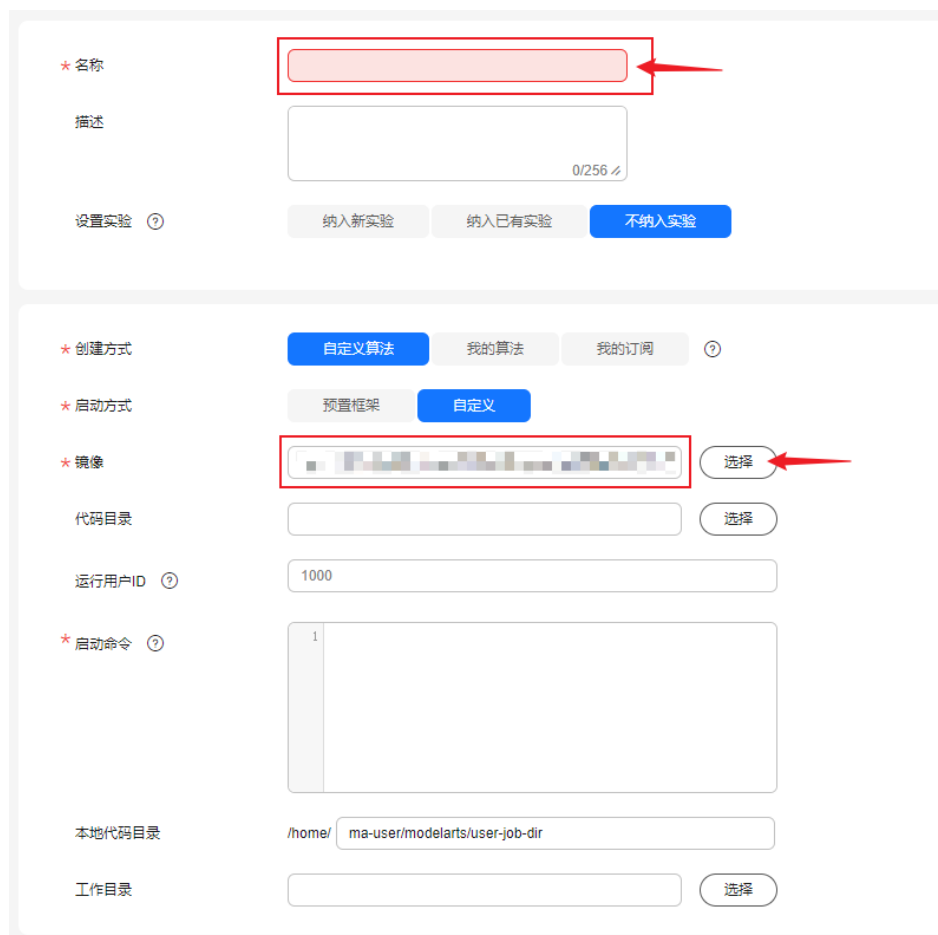 * 名称
描述
0/256
设置实验 ? 纳入新实验 纳入已有实验 不纳入实验
* 创建方式 自定义算法 我的算法 我的订阅 ?
* 启动方式 预置框架 自定义
* 镜像 选择
代码目录 选择
运行用户ID ? 1000
* 启动命令 ? 1
本地代码目录 /home/ ma-user/modelarts/user-job-dir
工作目录 选择